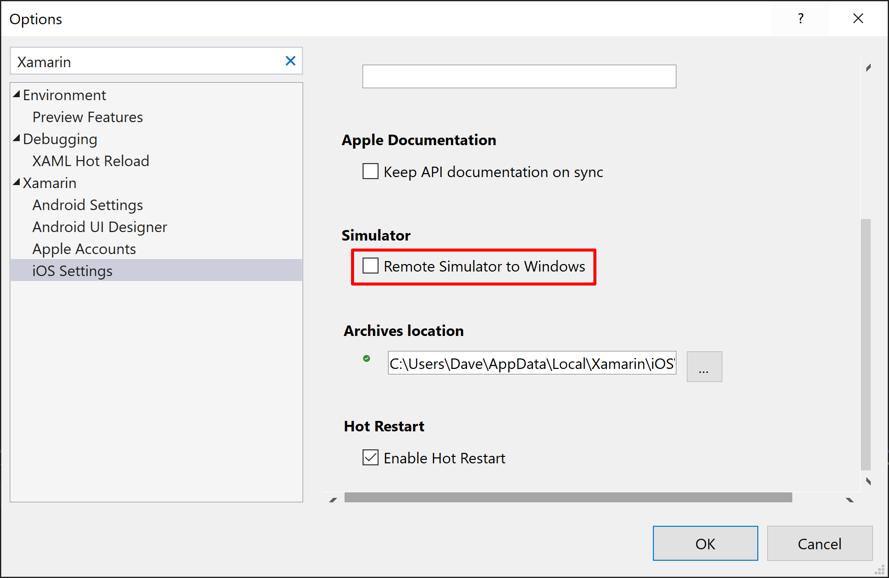 Options
?
Xamarin
Environment
Preview Features
Debugging
XAML Hot Reload
Xamarin
Android Settings
Android UI Designer
Apple Accounts
iOS Settings
Apple Documentation
Keep API documentation on sync
Simulator
Remote Simulator to Windows
Archives location
C:\Users\Dave\AppData\Local\Xamarin\iOS\
...
Hot Restart
Enable Hot Restart
OK
Cancel